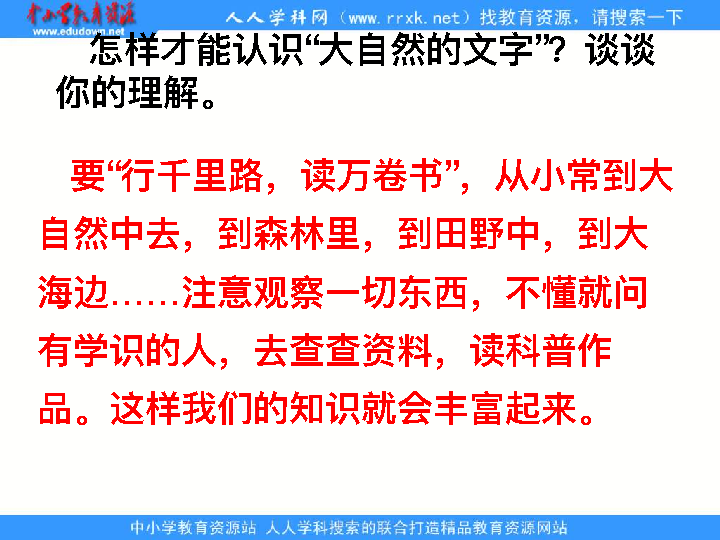 中小学教育资源
www.edudown.net
人人学科网（www.rrxk.net）找教育资源，请搜索一下
怎样才能认识“大自然的文字”？谈谈
你的理解。
要“行千里路，读万卷书”，从小常到大
自然中去，到森林里，到田野中，到大
海边……注意观察一切东西，不懂就问
有学识的人，去查查资料，读科普作
品。这样我们的知识就会丰富起来。
中小学教育资源站 人人学科搜索的联合打造精品教育资源网站